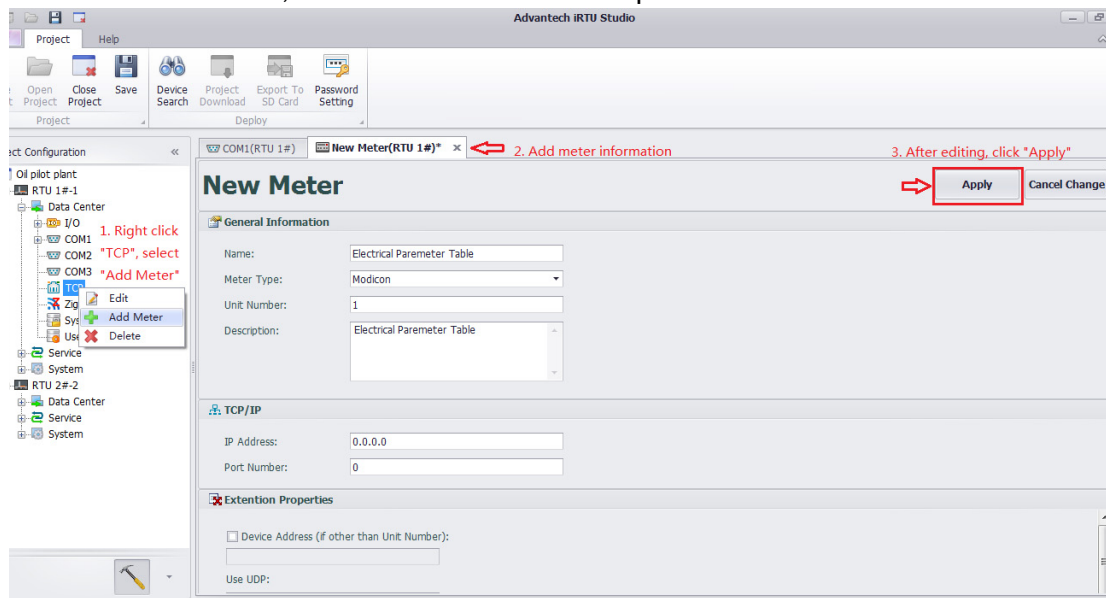 Advantech iRTU Studio
Project Help
Open Project
Close Project
Save
Device Search
Project Download
Export To SD Card
Password Setting
Project
Deploy
Configuration «
COM1(RTU 1#)
New Meter(RTU 1#)* ×
2. Add meter information
3. After editing, click "Apply"
Oil pilot plant
RTU 1#-1
Data Center
I/O
COM1
COM2
COM3
1. Right click
"TCP", select
"Add Meter"
Edit
Add Meter
Delete
Service
System
RTU 2#-2
Data Center
Service
System
New Meter
Apply
Cancel Change
General Information
Name: Electrical Paremeter Table
Meter Type: Modicon
Unit Number: 1
Description: Electrical Paremeter Table
TCP/IP
IP Address: 0.0.0.0
Port Number: 0
Extention Properties
Device Address (if other than Unit Number):
Use UDP: